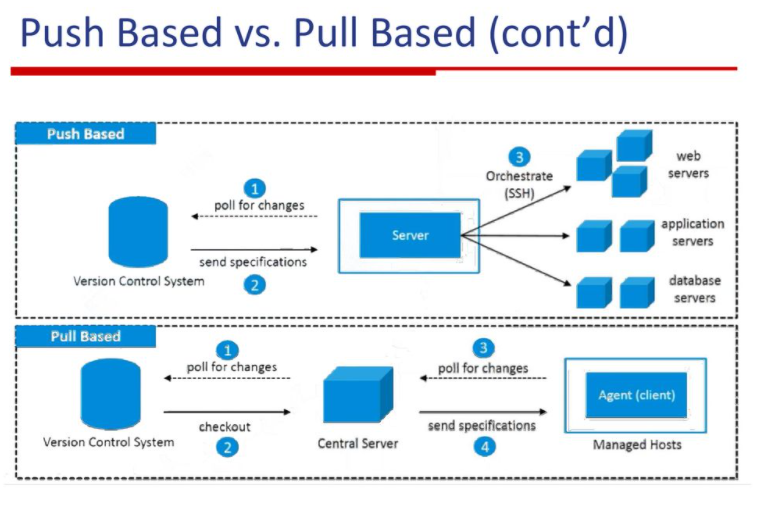 Push Based vs. Pull Based (cont’d)
Push Based
3
Orchestrate
(SSH)
web
servers
1
poll for changes
Server
application
servers
send specifications
2
Version Control System
database
servers
Pull Based
1
poll for changes
3
poll for changes
Agent (client)
checkout
2
send specifications
4
Version Control System
Central Server
Managed Hosts